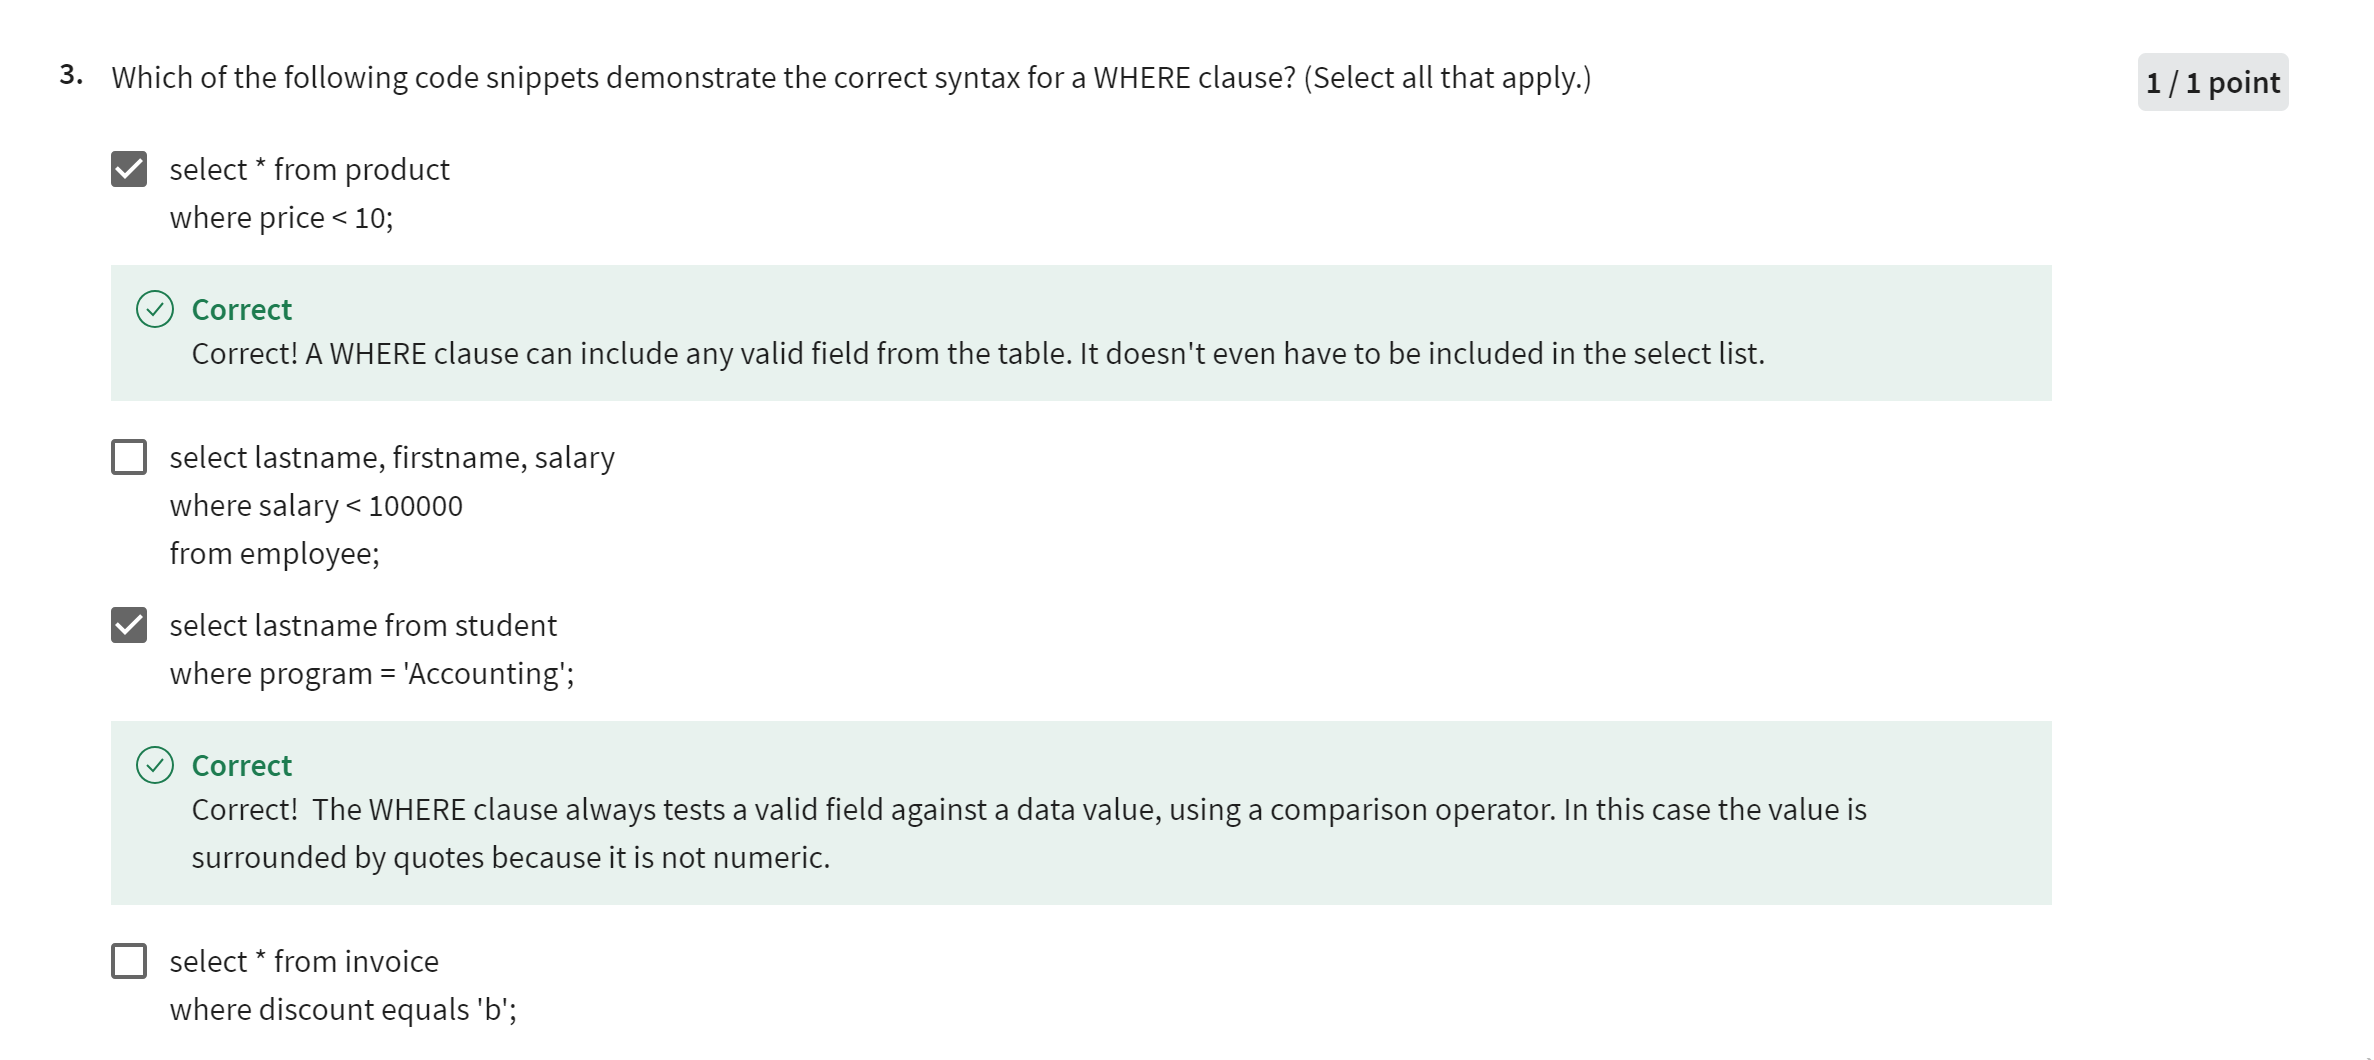 3. Which of the following code snippets demonstrate the correct syntax for a WHERE clause? (Select all that apply.)
1 / 1 point
select * from product
where price < 10;
Correct
Correct! A WHERE clause can include any valid field from the table. It doesn't even have to be included in the select list.
select lastname, firstname, salary
where salary < 100000
from employee;
select lastname from student
where program = 'Accounting';
Correct
Correct!  The WHERE clause always tests a valid field against a data value, using a comparison operator. In this case the value is
surrounded by quotes because it is not numeric.
select * from invoice
where discount equals 'b';